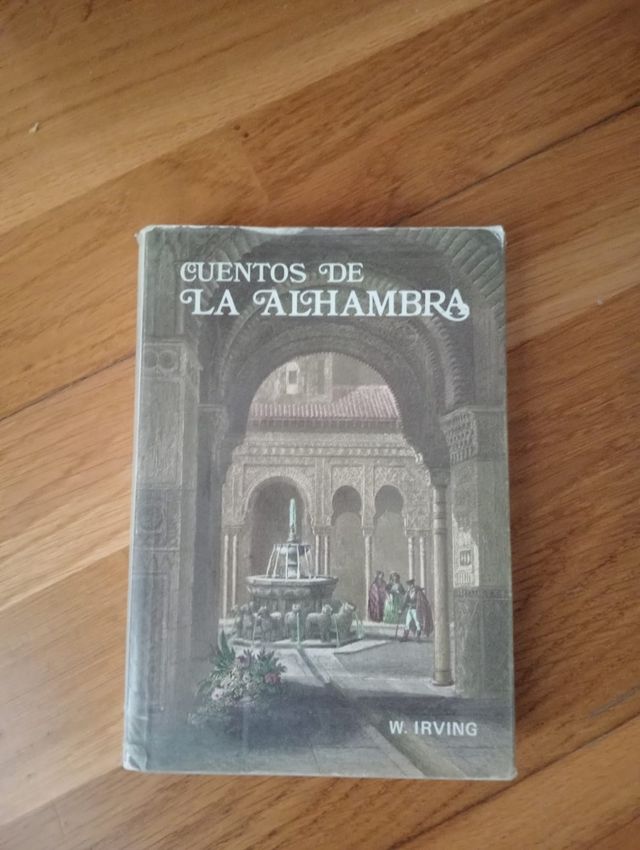 CUENTOS DE
LA ALHAMBRA
W. IRVING